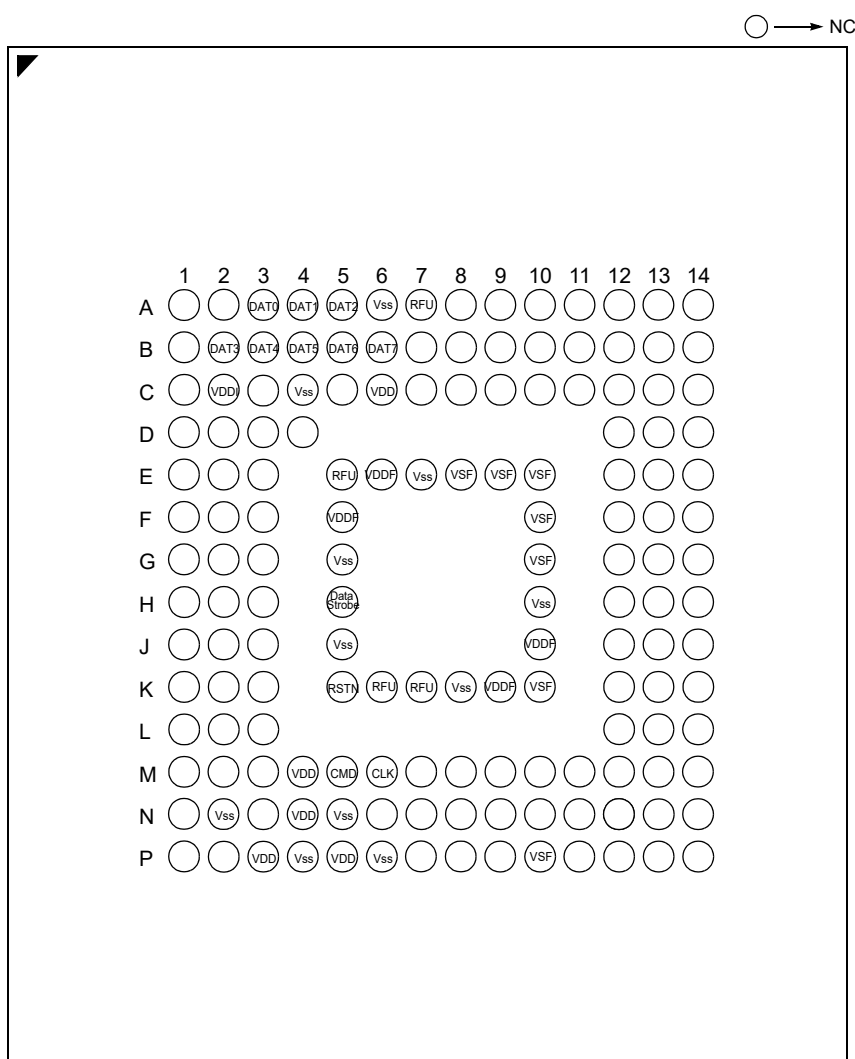 NC
1 2 3 4 5 6 7 8 9 10 11 12 13 14
A DAT0 DAT1 DAT2 Vss RFU
B DAT3 DAT4 DAT5 DAT6 DAT7
C VDDI Vss VDD
D
E RFU VDDF Vss VSF VSF VSF
F VDDF VSF
G Vss VSF
H Data Strobe Vss
J Vss VDDF
K RSTN RFU RFU Vss VDDF VSF
L
M VDD CMD CLK
N Vss VDD Vss
P VDD Vss VDD Vss VSF